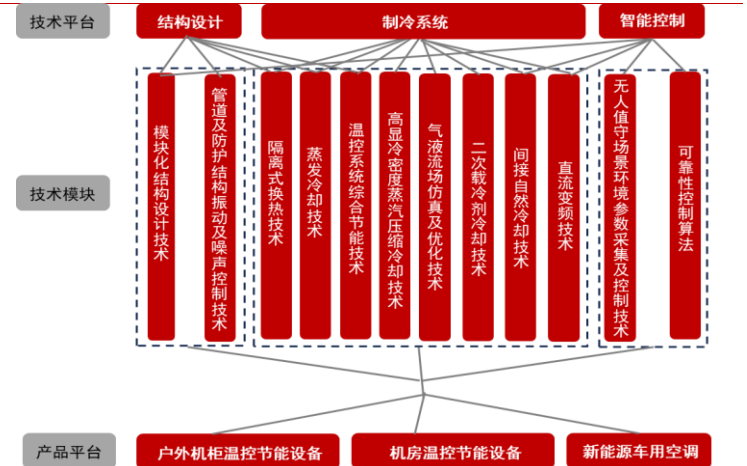 技术平台
结构设计
制冷系统
智能控制
技术模块
模块化结构设计技术
管道及防护结构振动及噪声控制技术
隔离式换热技术
蒸发冷却技术
温控系统综合节能技术
高显冷密度蒸汽压缩冷却技术
气液流场仿真及优化技术
二次载冷剂冷却技术
间接自然冷却技术
直流变频技术
无人值守场景环境参数采集及控制技术
可靠性控制算法
产品平台
户外机柜温控节能设备
机房温控节能设备
新能源车用空调